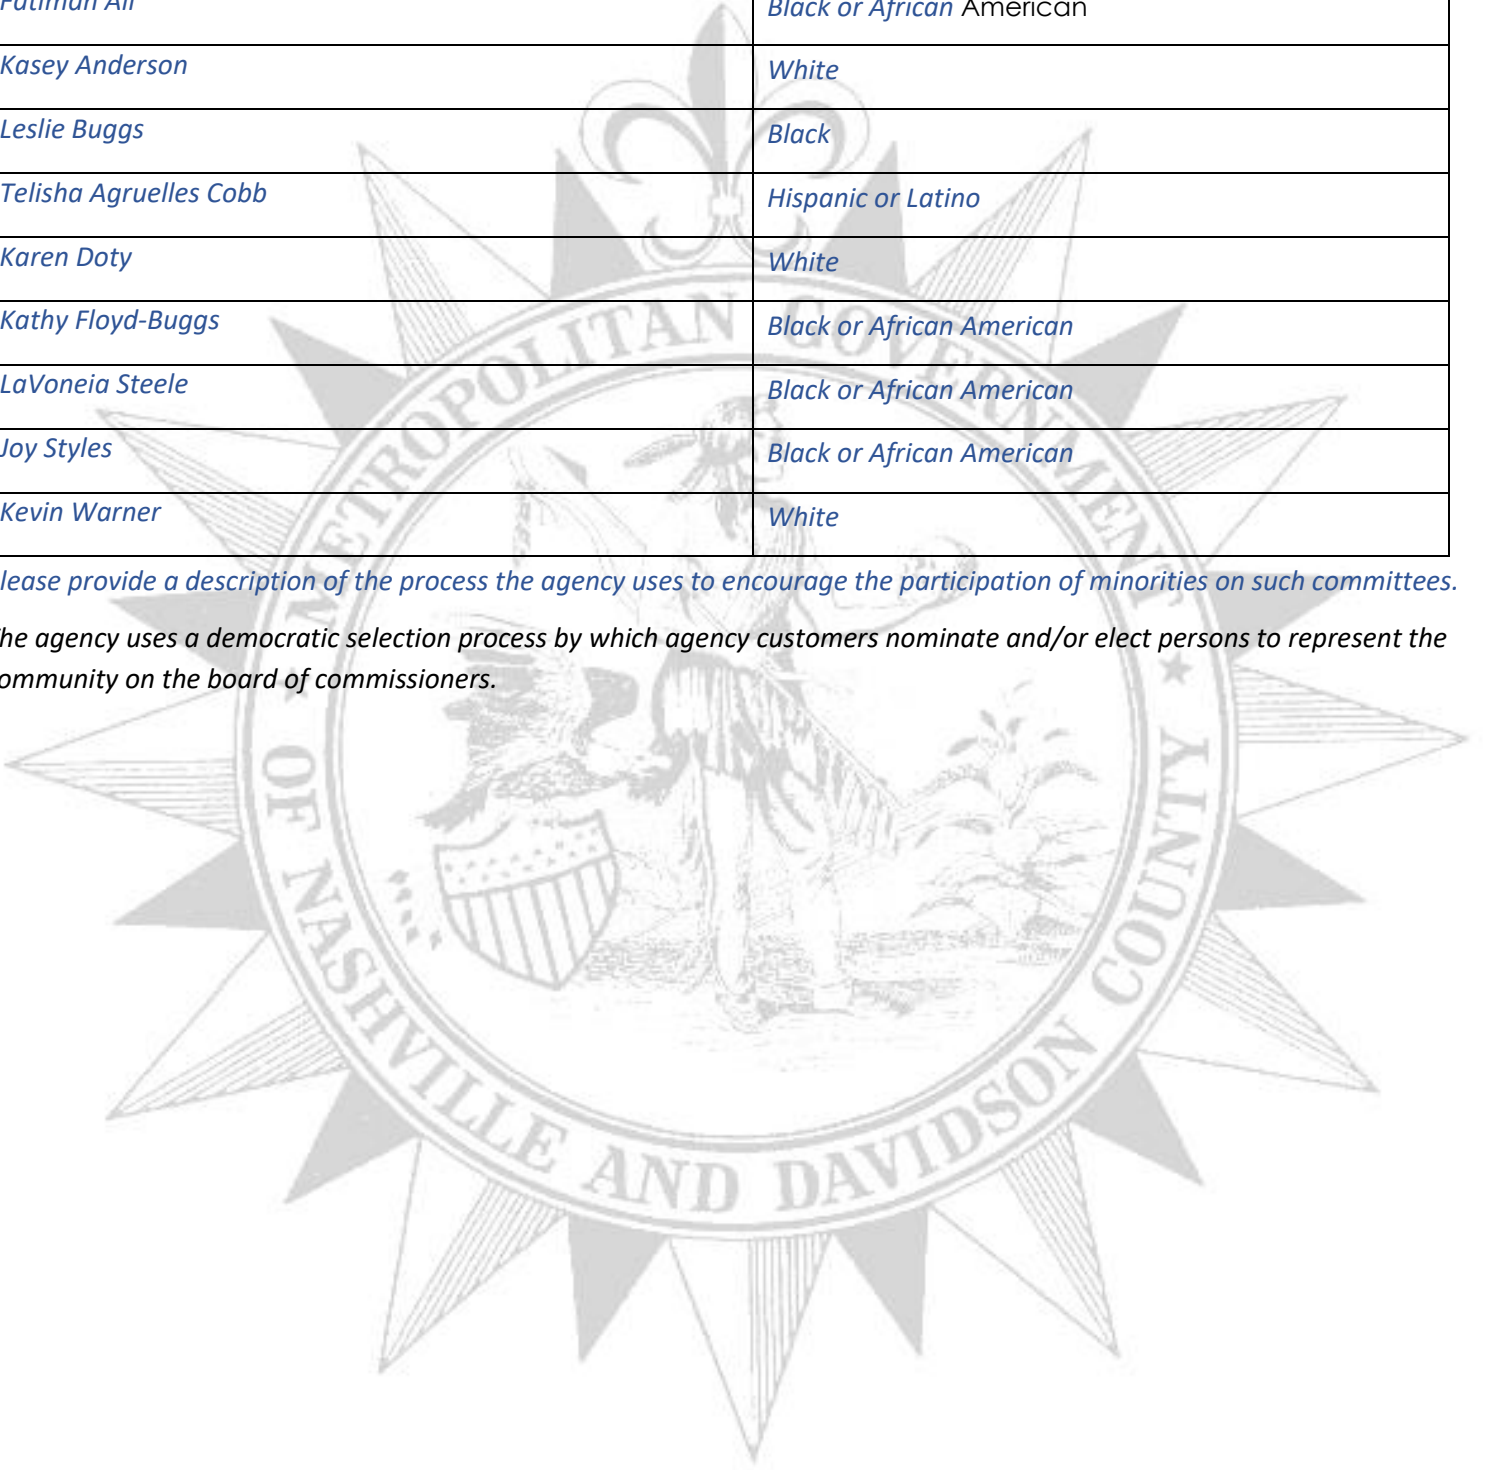 Fatimah Ali Black or African American
Kasey Anderson White
Leslie Buggs Black
Telisha Agruelles Cobb Hispanic or Latino
Karen Doty White
Kathy Floyd-Buggs Black or African American
LaVoneia Steele Black or African American
Joy Styles Black or African American
Kevin Warner White
lease provide a description of the process the agency uses to encourage the participation of minorities on such committees.
he agency uses a democratic selection process by which agency customers nominate and/or elect persons to represent the
ommunity on the board of commissioners.
METROPOLITAN GOVERNMENT
OF NASHVILLE AND DAVIDSON COUNTY